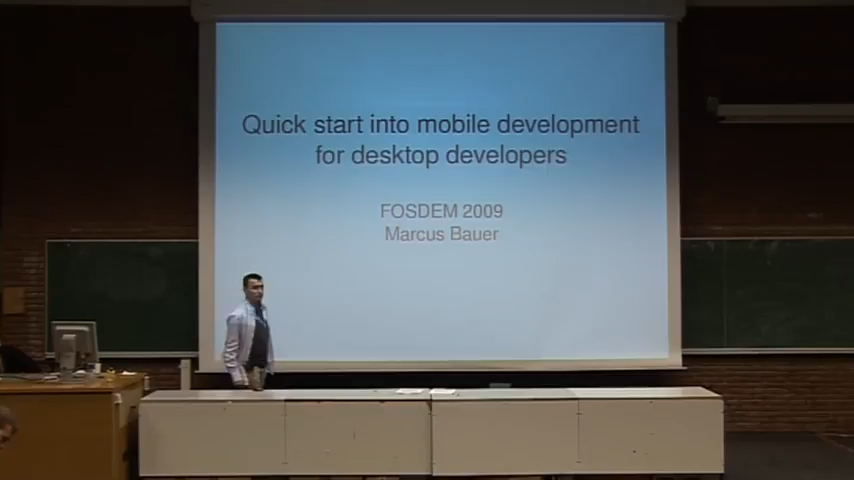 Quick start into mobile development
for desktop developers
FOSDEM 2009
Marcus Bauer